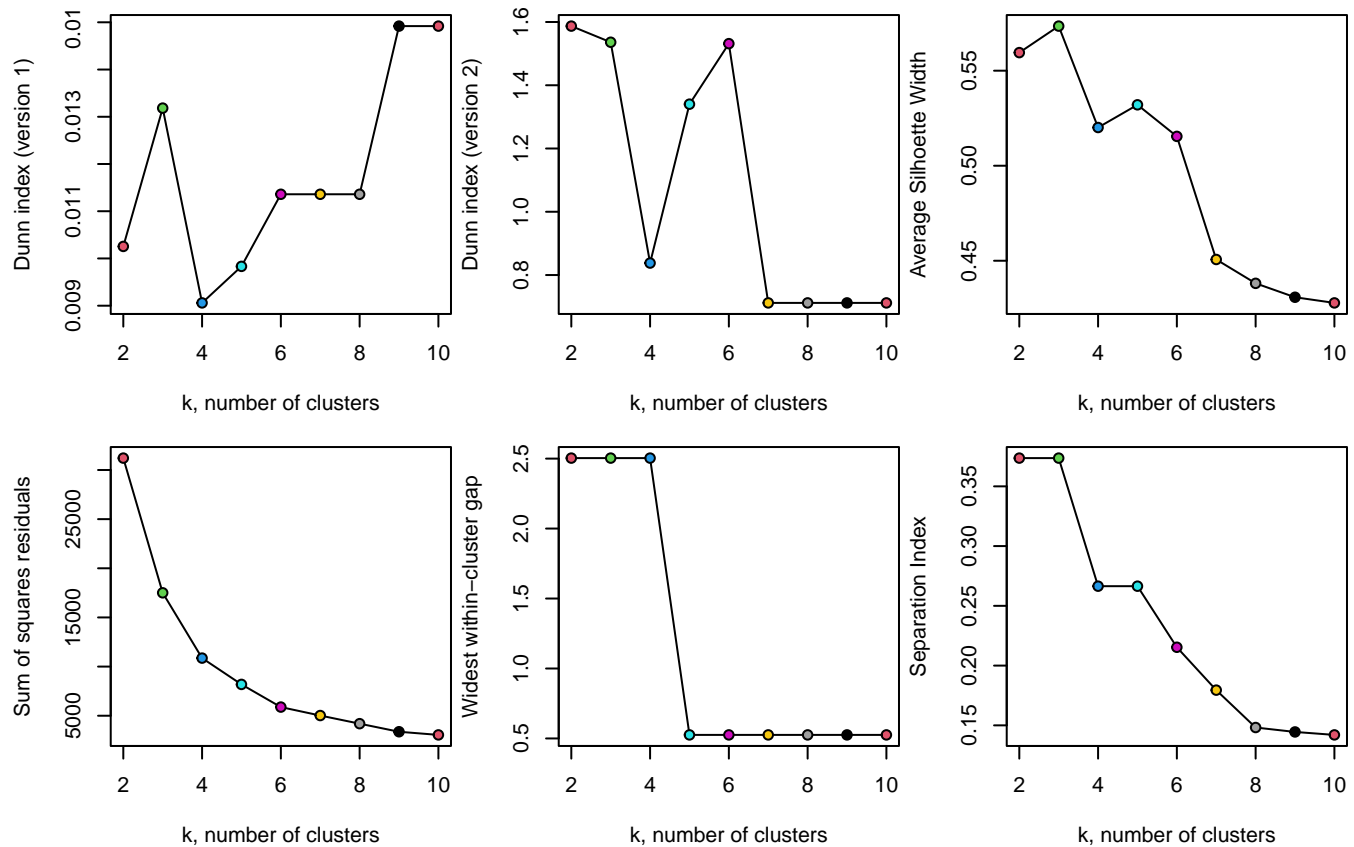 Dunn index (version 1)
0.009 0.011 0.013 0.01
2 4 6 8 10
k, number of clusters
Dunn index (version 2)
0.8 1.0 1.2 1.4 1.6
2 4 6 8 10
k, number of clusters
Average Silhoette Width
0.45 0.50 0.55
2 4 6 8 10
k, number of clusters
Sum of squares residuals
5000 15000 25000
2 4 6 8 10
k, number of clusters
Widest within−cluster gap
0.5 1.0 1.5 2.0 2.5
2 4 6 8 10
k, number of clusters
Separation Index
0.15 0.20 0.25 0.30 0.35
2 4 6 8 10
k, number of clusters